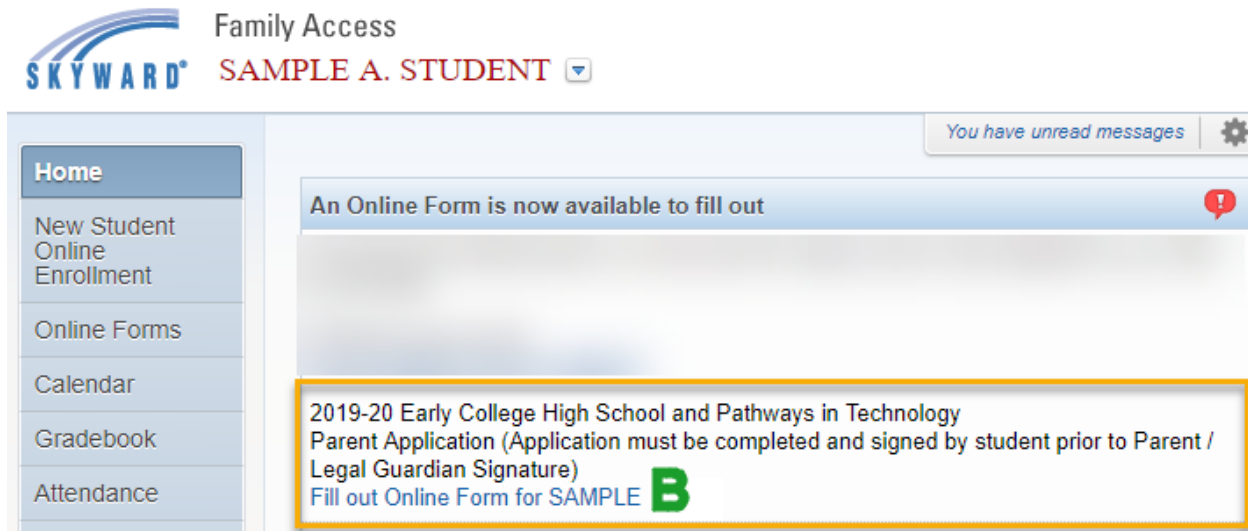 Family Access
SKYWARD®
SAMPLE A. STUDENT
You have unread messages
Home
New Student
Online
Enrollment
Online Forms
Calendar
Gradebook
Attendance
An Online Form is now available to fill out
2019-20 Early College High School and Pathways in Technology
Parent Application (Application must be completed and signed by student prior to Parent /
Legal Guardian Signature)
Fill out Online Form for SAMPLE B